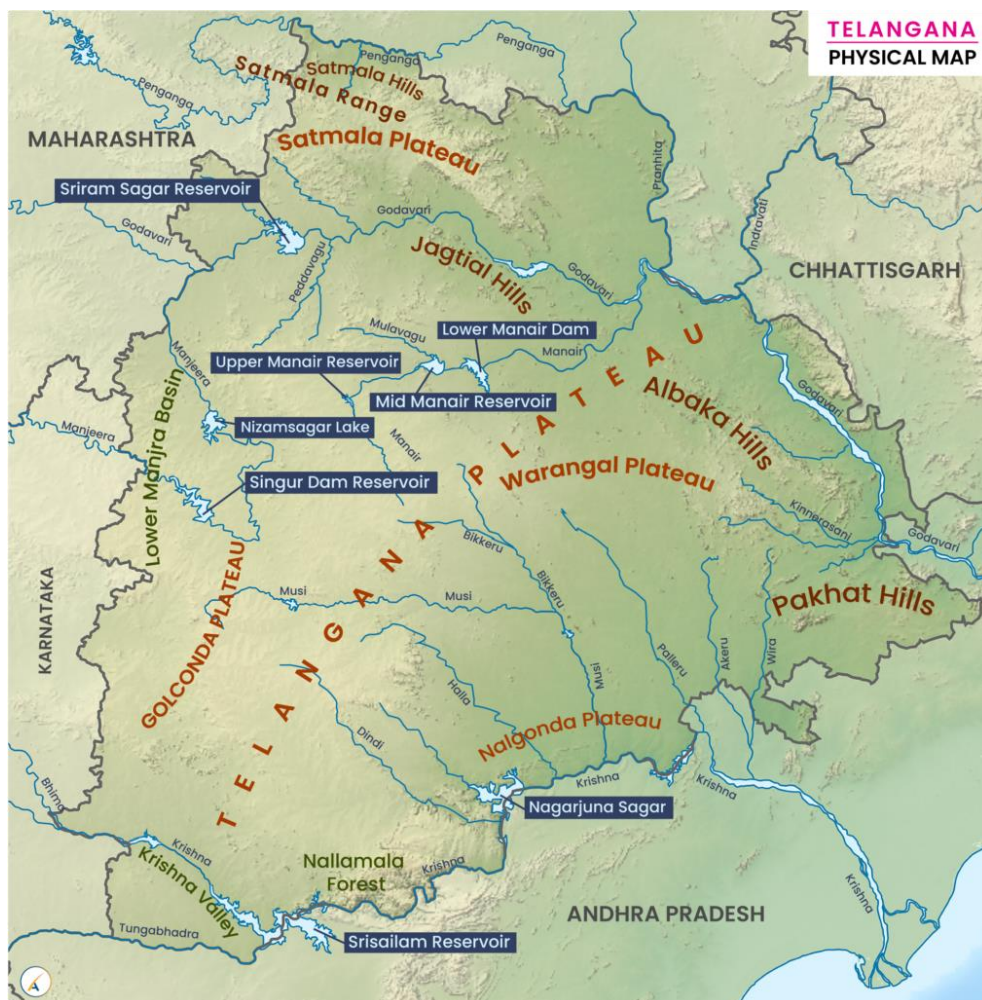 TELANGANA
PHYSICAL MAP
Penganga
Penganga
Penganga
Satmala Hills
Satmala Range
Satmala Plateau
MAHARASHTRA
Pranhita
Sriram Sagar Reservoir
Godavari
Godavari
Indravati
Jagtial Hills
Godavari
CHHATTISGARH
Peddavagu
Mulavagu
Lower Manair Dam
Manair
Upper Manair Reservoir
Mid Manair Reservoir
Manjeera
Lower Manjra Basin
Nizamsagar Lake
Manjeera
Manair
Albaka Hills
Godavari
Warangal Plateau
Singur Dam Reservoir
Kinnerasani
Godavari
Bikkeru
Bikkeru
TELANGANA PLATEAU
GOLCONDA PLATEAU
Musi
Musi
Pakhat Hills
KARNATAKA
Palleru
Akeru
Wira
Musi
Halla
Dindi
Nalgonda Plateau
Bhima
Krishna
Krishna
Nagarjuna Sagar
Krishna
Krishna Valley
Nallamala
Forest
Krishna
Krishna
ANDHRA PRADESH
Tungabhadra
Srisailam Reservoir